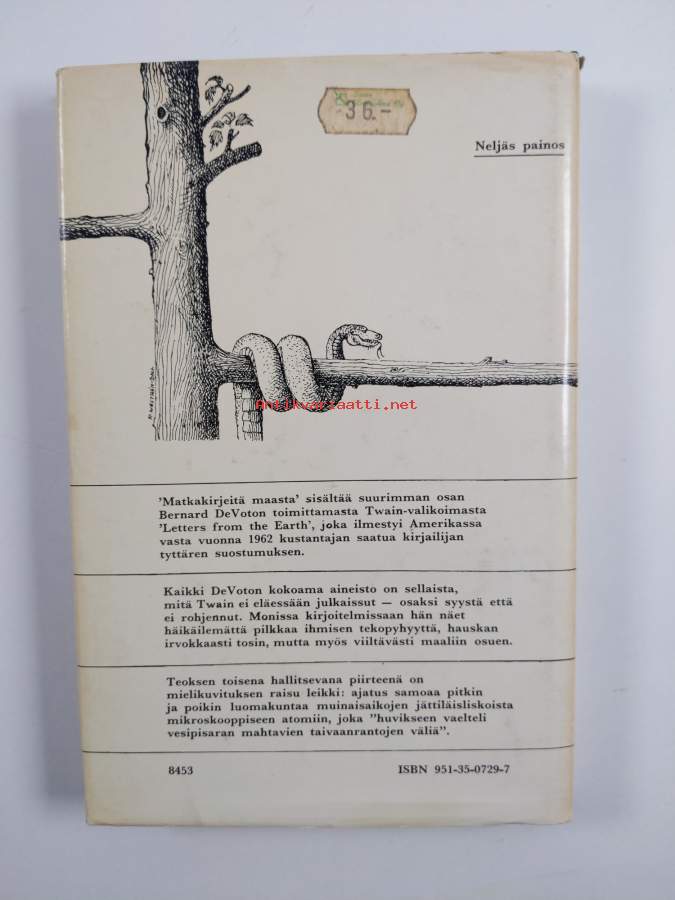 36.-
Neljäs painos
Antikvariaatti.net
'Matkakirjeitä maasta' sisältää suurimman osan
Bernard DeVoton toimittamasta Twain-valikoimasta
'Letters from the Earth', joka ilmestyi Amerikassa
vasta vuonna 1962 kustantajan saatua kirjailijan
tyttären suostumuksen.
Kaikki DeVoton kokoama aineisto on sellaista,
mitä Twain ei eläessään julkaissut — osaksi syystä että
ei rohjennut. Monissa kirjoitelmissaan hän näet
häikäilemättä pilkkaa ihmisen tekopyhyyttä, hauskan
irvokkaasti tosin, mutta myös viiltävästi maaliin osuen.
Teoksen toisena hallitsevana piirteenä on
mielikuvituksen raisu leikki: ajatus samoaa pitkin
ja poikin luomakuntaa muinaisaikojen jättiläisliskoista
mikroskooppiseen atomiin, joka "huvikseen vaelteli
vesipisaran mahtavien taivaanrantojen väliä".
8453
ISBN 951-35-0729-7